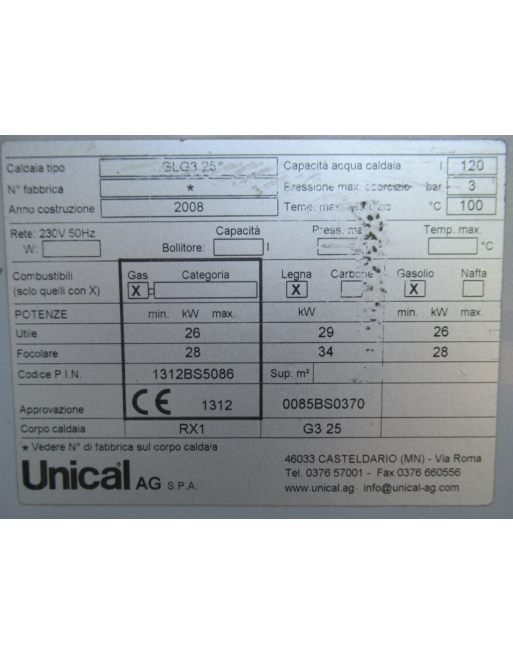 Caldaia tipo GLG3 25 Capacità acqua caldaia l 120
N° fabbrica * Pressione max. esercizio bar 3
Anno costruzione 2008 Temp. max. °C 100
Rete: 230V 50Hz Capacità Press. max Temp. max.
W: Bollitore: l °C
Combustibili Gas Categoria Legna Carbone Gasolio Nafta
(solo quelli con X) X X X
POTENZE min. kW max. kW min. kW max.
Utile 26 29 26
Focolare 28 34 28
Codice P.I.N. 1312BS5086 Sup. m²
Approvazione CE 1312 0085BS0370
Corpo caldaia RX1 G3 25
* Vedere N° di fabbrica sul corpo caldaia
Unical AG S.P.A.
46033 CASTELDARIO (MN) - Via Roma
Tel. 0376 57001 - Fax 0376 660556
www.unical.ag info@unical-ag.com